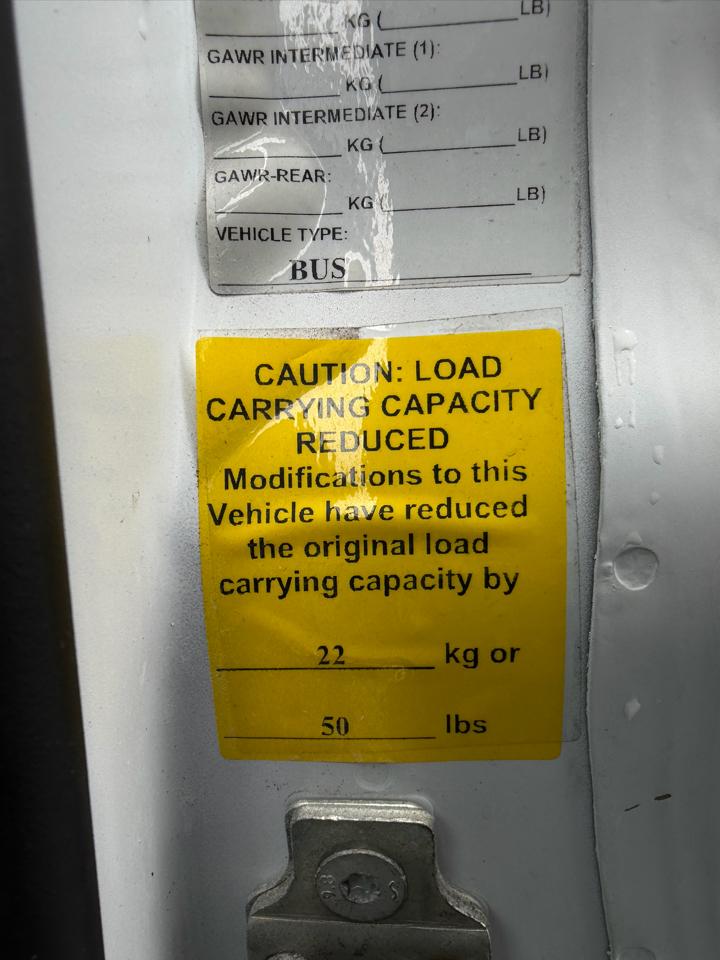 KG ( LB)
GAWR INTERMEDIATE (1):
KG ( LB)
GAWR INTERMEDIATE (2):
KG ( LB)
GAWR-REAR:
KG ( LB)
VEHICLE TYPE:
BUS
CAUTION: LOAD
CARRYING CAPACITY
REDUCED
Modifications to this
Vehicle have reduced
the original load
carrying capacity by
22 kg or
50 lbs
9.8